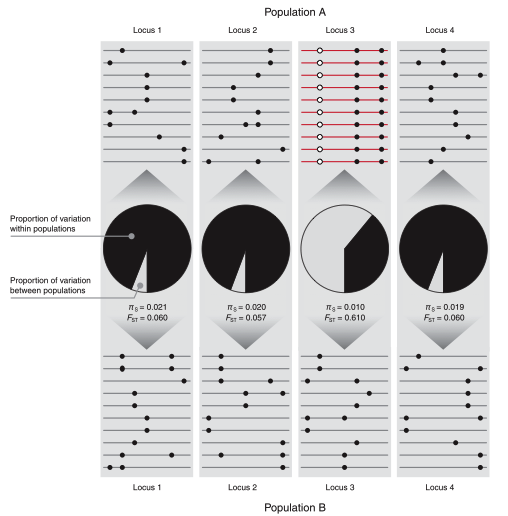 Population A
Locus 1 Locus 2 Locus 3 Locus 4
Proportion of variation
within populations
Proportion of variation
between populations
πS = 0.021 πS = 0.020 πS = 0.010 πS = 0.019
FST = 0.060 FST = 0.057 FST = 0.610 FST = 0.060
Locus 1 Locus 2 Locus 3 Locus 4
Population B